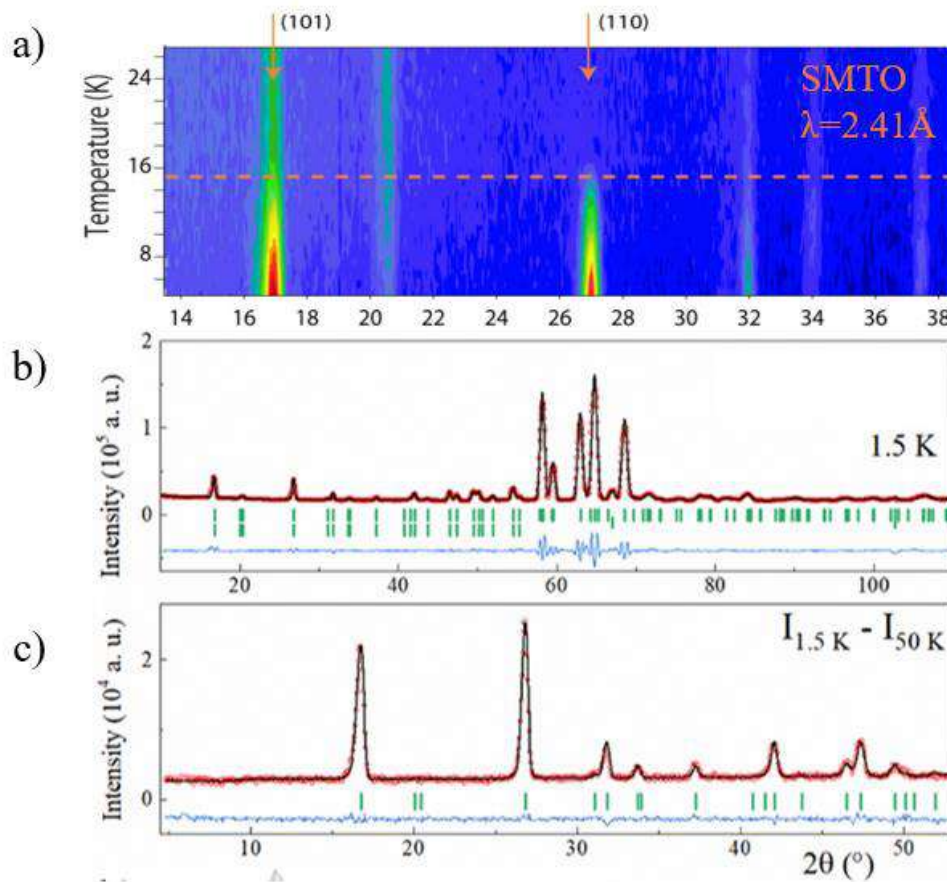 a)
(101)
(110)
Temperature (K)
24
16
8
SMTO
λ=2.41Å
14 16 18 20 22 24 26 28 30 32 34 36 38
b)
Intensity (10⁵ a. u.)
2
1
0
1.5 K
20 40 60 80 100
c)
Intensity (10⁴ a. u.)
2
0
I₁.₅ K - I₅₀ K
10 20 30 40 50
2θ (°)